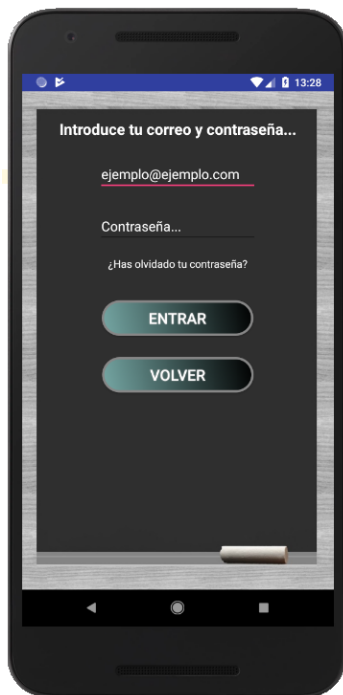 13:28
Introduce tu correo y contraseña...
ejemplo@ejemplo.com
Contraseña...
¿Has olvidado tu contraseña?
ENTRAR
VOLVER